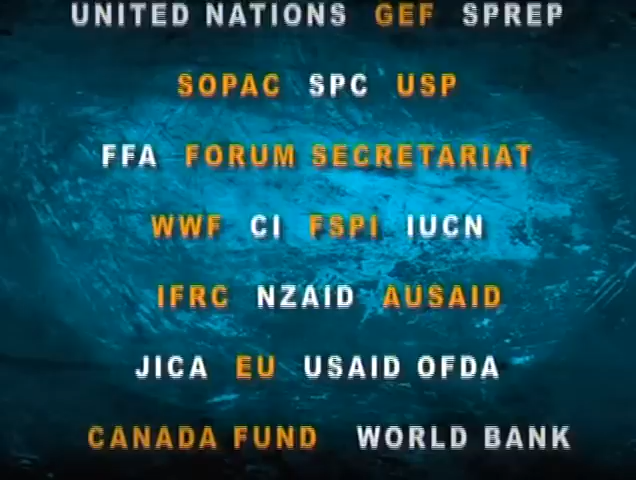 UNITED NATIONS GEF SPREP
SOPAC SPC USP
FFA FORUM SECRETARIAT
WWF CI FSPI IUCN
IFRC NZAID AUSAID
JICA EU USAID OFDA
CANADA FUND WORLD BANK